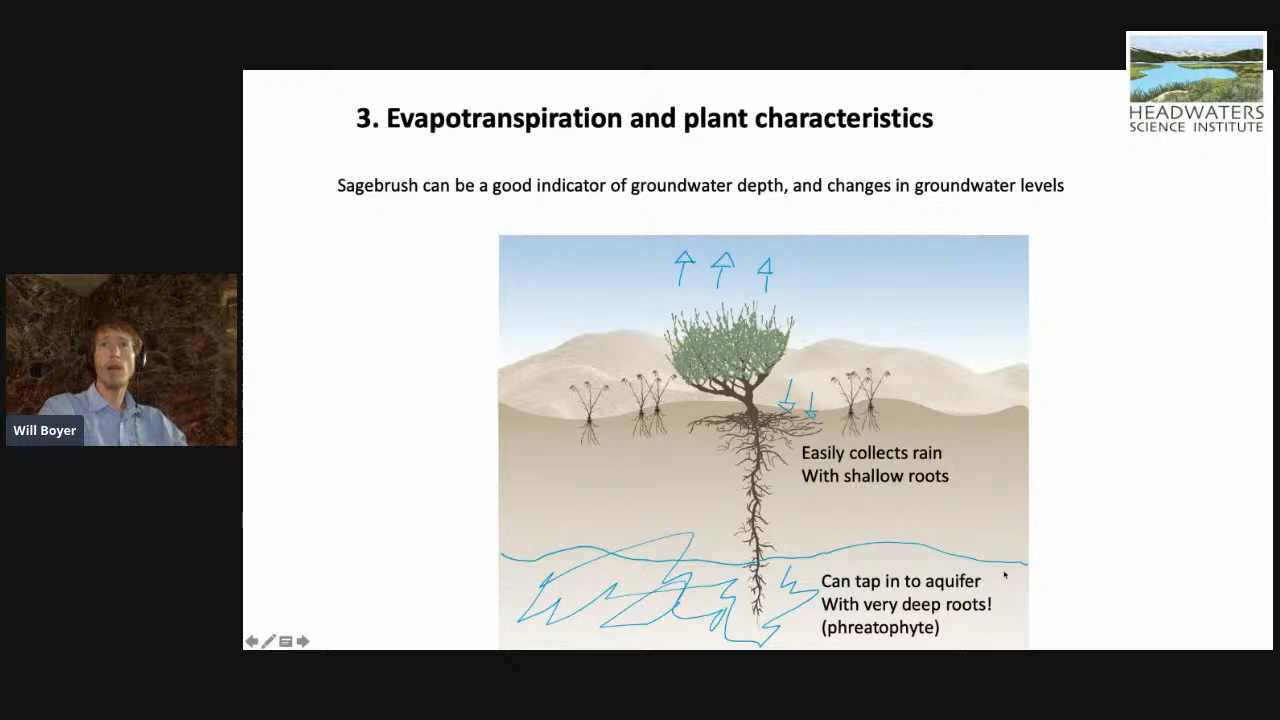 HEADWATERS
SCIENCE INSTITUTE
3. Evapotranspiration and plant characteristics
Sagebrush can be a good indicator of groundwater depth, and changes in groundwater levels
Will Boyer
Easily collects rain
With shallow roots
Can tap in to aquifer
With very deep roots!
(phreatophyte)